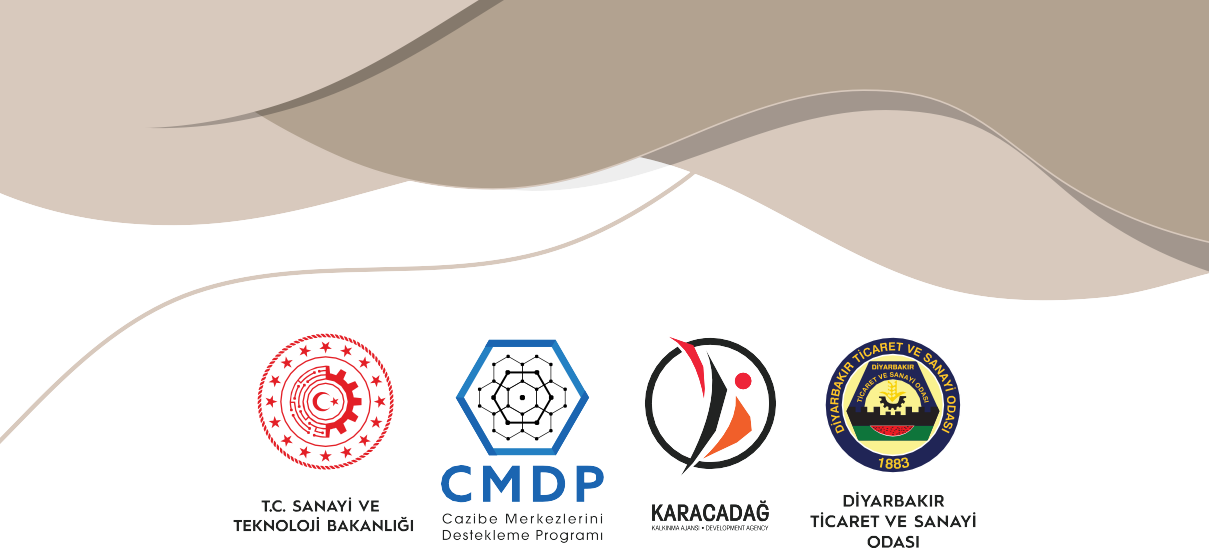 T.C. SANAYİ VE
TEKNOLOJİ BAKANLIĞI
CMDP
Cazibe Merkezlerini
Destekleme Programı
KARACADAĞ
KALKINMA AJANSI • DEVELOPMENT AGENCY
DİYARBAKIR TİCARET VE SANAYİ ODASI
DİYARBAKIR
TİCARET VE SANAYİ ODASI
1883
DİYARBAKIR
TİCARET VE SANAYİ
ODASI